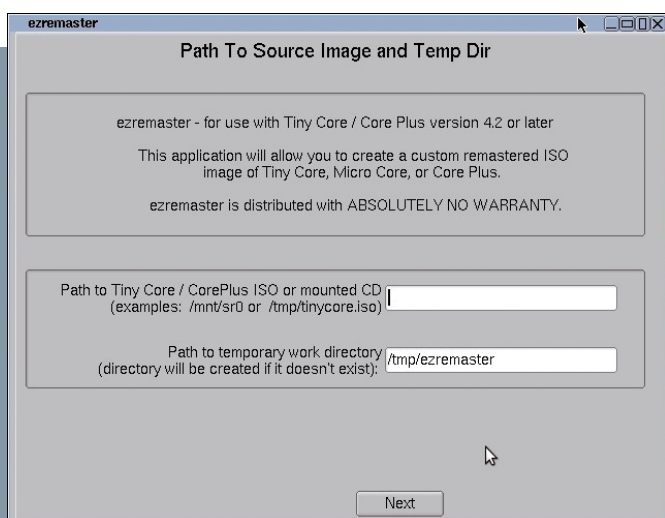 ezremaster
Path To Source Image and Temp Dir
ezremaster - for use with Tiny Core / Core Plus version 4.2 or later
This application will allow you to create a custom remastered ISO
image of Tiny Core, Micro Core, or Core Plus.
ezremaster is distributed with ABSOLUTELY NO WARRANTY.
Path to Tiny Core / CorePlus ISO or mounted CD
(examples: /mnt/sr0 or /tmp/tinycore.iso)
Path to temporary work directory
(directory will be created if it doesn't exist):
/tmp/ezremaster
Next